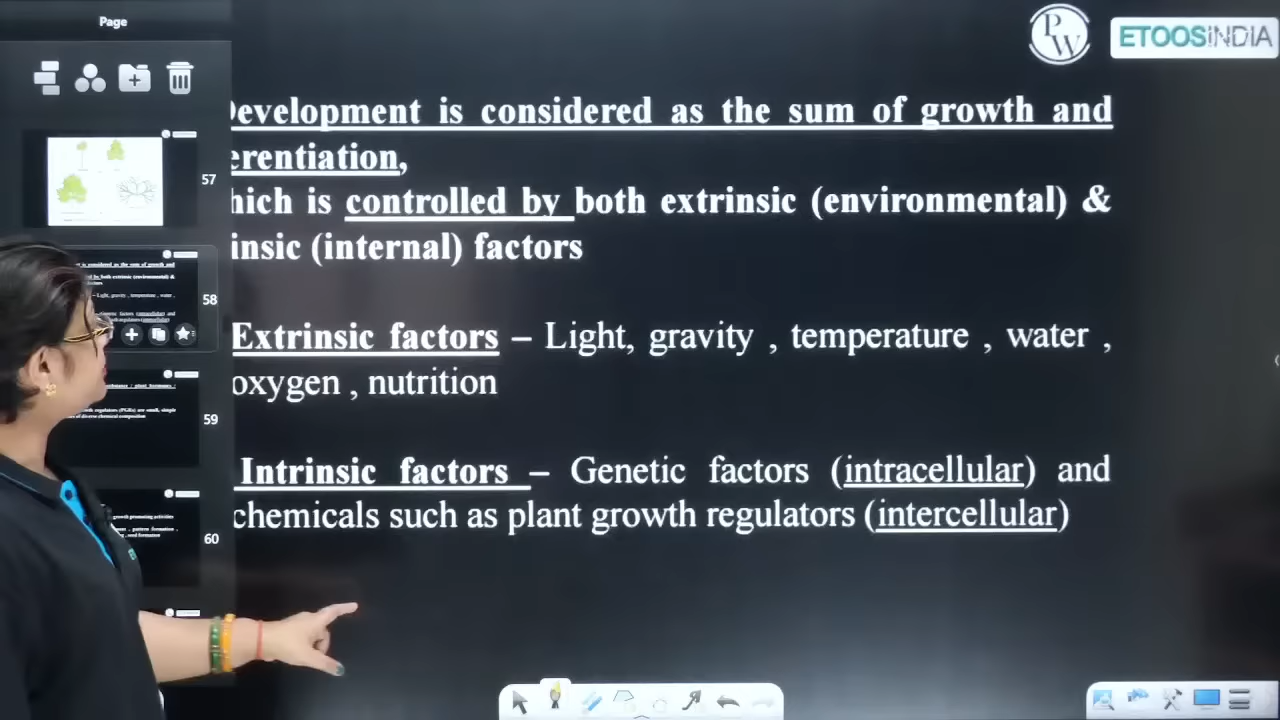 Page
PW
ETOOSINDIA
Development is considered as the sum of growth and
erentiation,
hich is controlled by both extrinsic (environmental) &
insic (internal) factors
57
58
Extrinsic factors – Light, gravity , temperature , water ,
oxygen , nutrition
59
Intrinsic factors – Genetic factors (intracellular) and
chemicals such as plant growth regulators (intercellular)
60